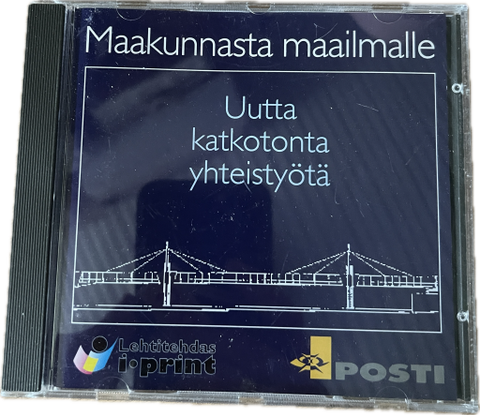 Maakunnasta maailmalle
Uutta
katkotonta
yhteistyötä
Lehtitehdas
i•print
POSTI